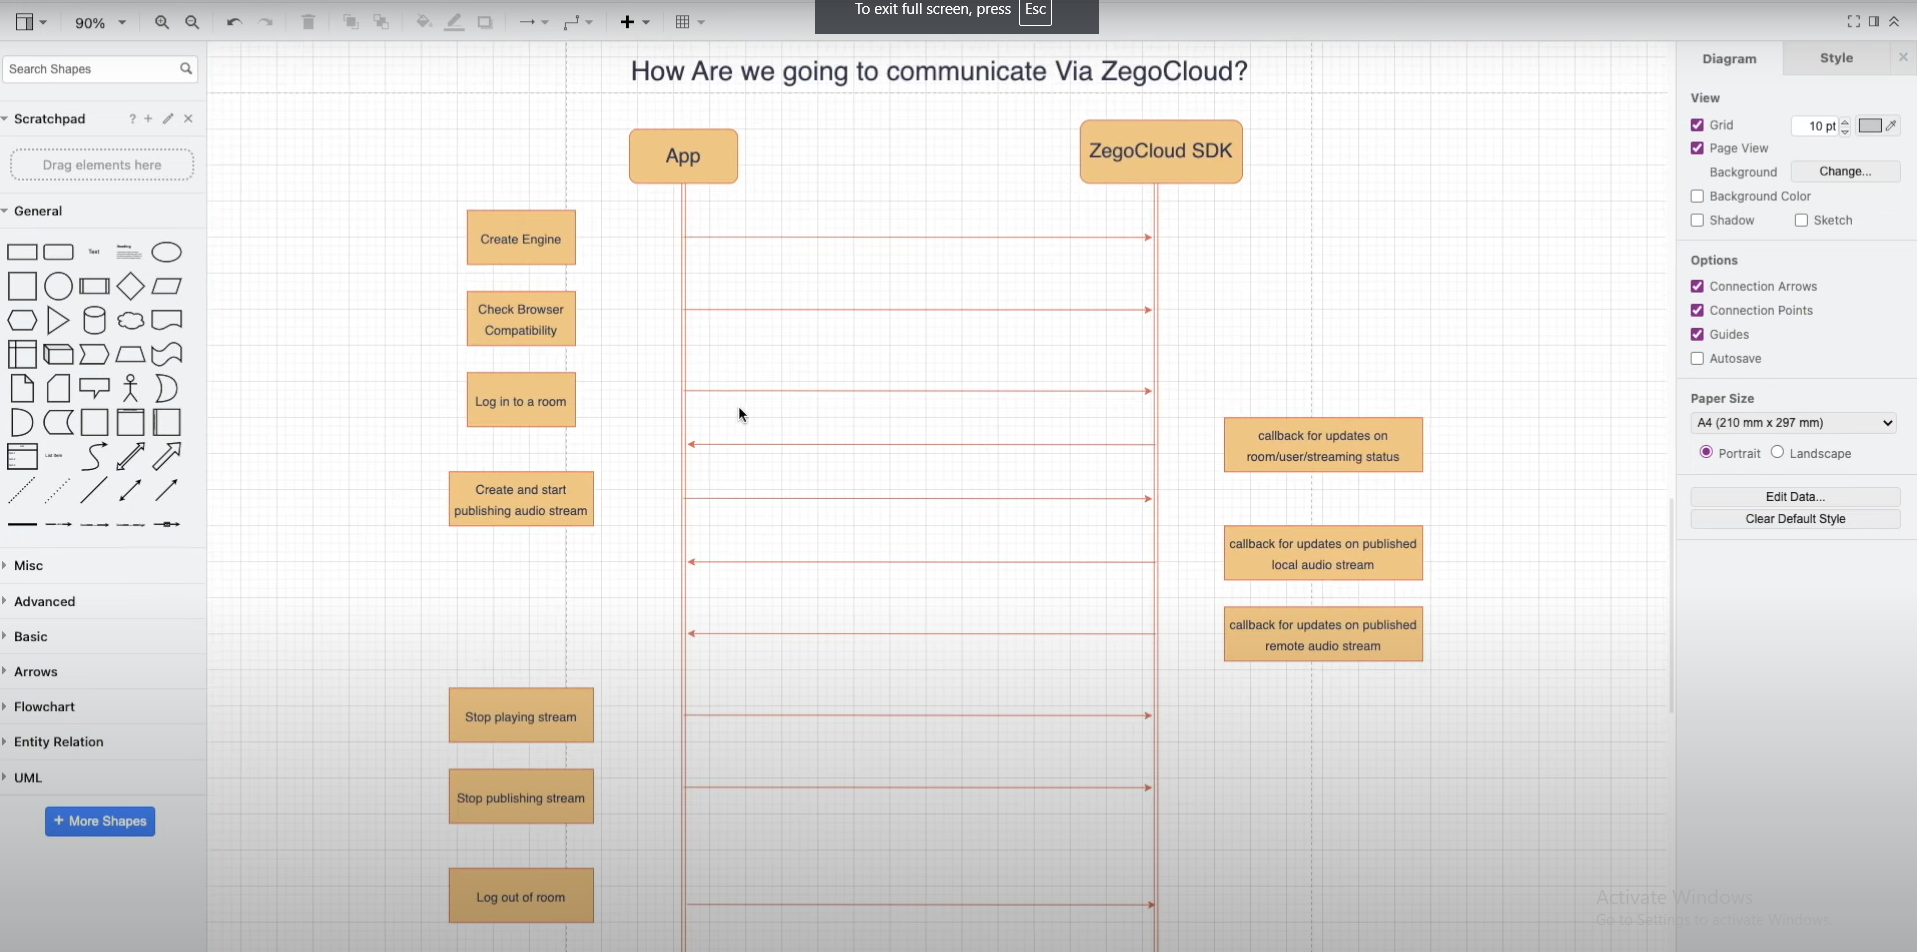 To exit full screen, press Esc
90%
Search Shapes
Scratchpad
?
Drag elements here
General
Text
Heading
List Item
Misc
Advanced
Basic
Arrows
Flowchart
Entity Relation
UML
+ More Shapes
How Are we going to communicate Via ZegoCloud?
App
ZegoCloud SDK
Create Engine
Check Browser
Compatibility
Log in to a room
callback for updates on
room/user/streaming status
Create and start
publishing audio stream
callback for updates on published
local audio stream
callback for updates on published
remote audio stream
Stop playing stream
Stop publishing stream
Log out of room
Diagram
Style
View
Grid
10 pt
Page View
Background
Change...
Background Color
Shadow
Sketch
Options
Connection Arrows
Connection Points
Guides
Autosave
Paper Size
A4 (210 mm x 297 mm)
Portrait
Landscape
Edit Data...
Clear Default Style
Activate Windows
Go to Settings to activate Windows.